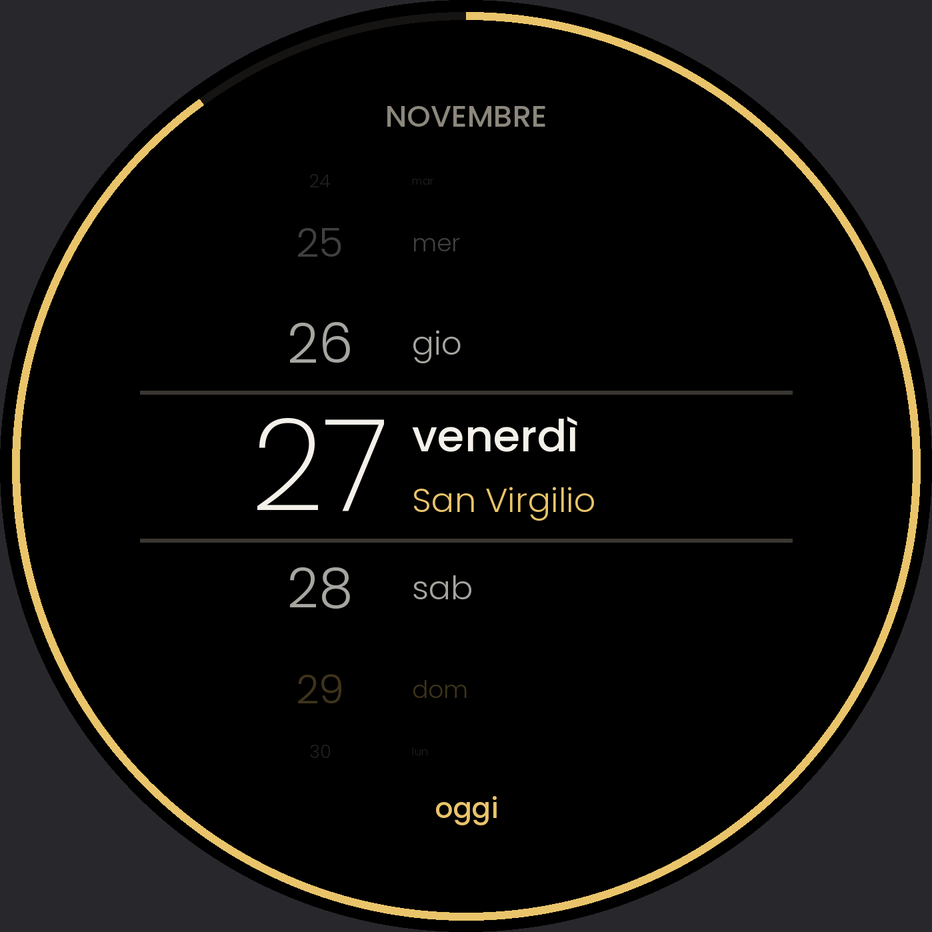 NOVEMBRE
24 mar
25 mer
26 gio
27 venerdì
San Virgilio
28 sab
29 dom
30 lun
oggi